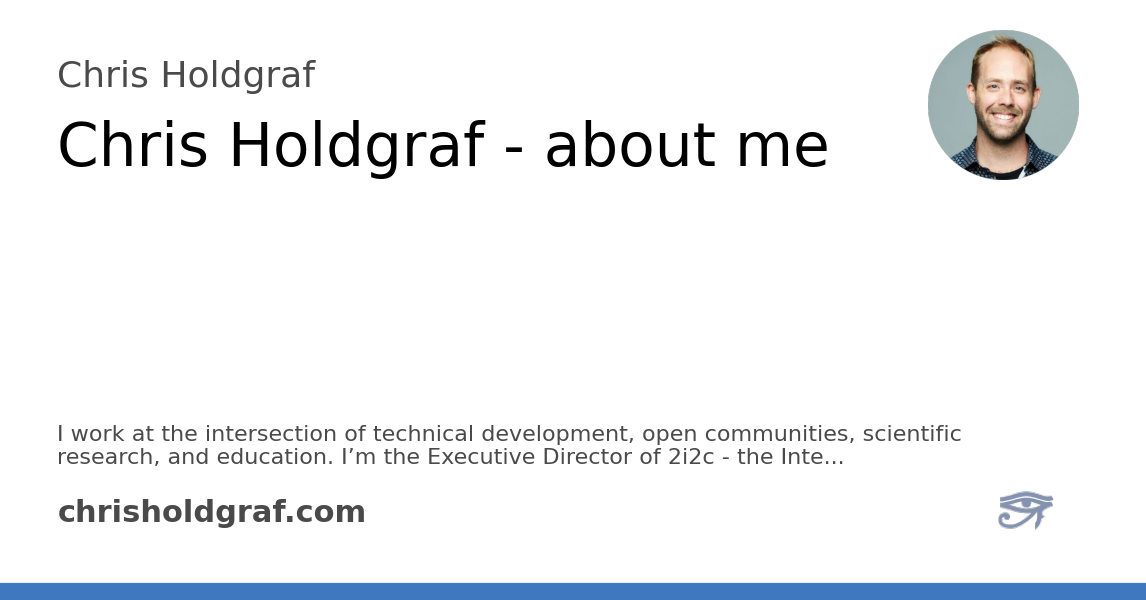 Chris Holdgraf
Chris Holdgraf - about me
I work at the intersection of technical development, open communities, scientific
research, and education. I’m the Executive Director of 2i2c - the Inte...
chrisholdgraf.com